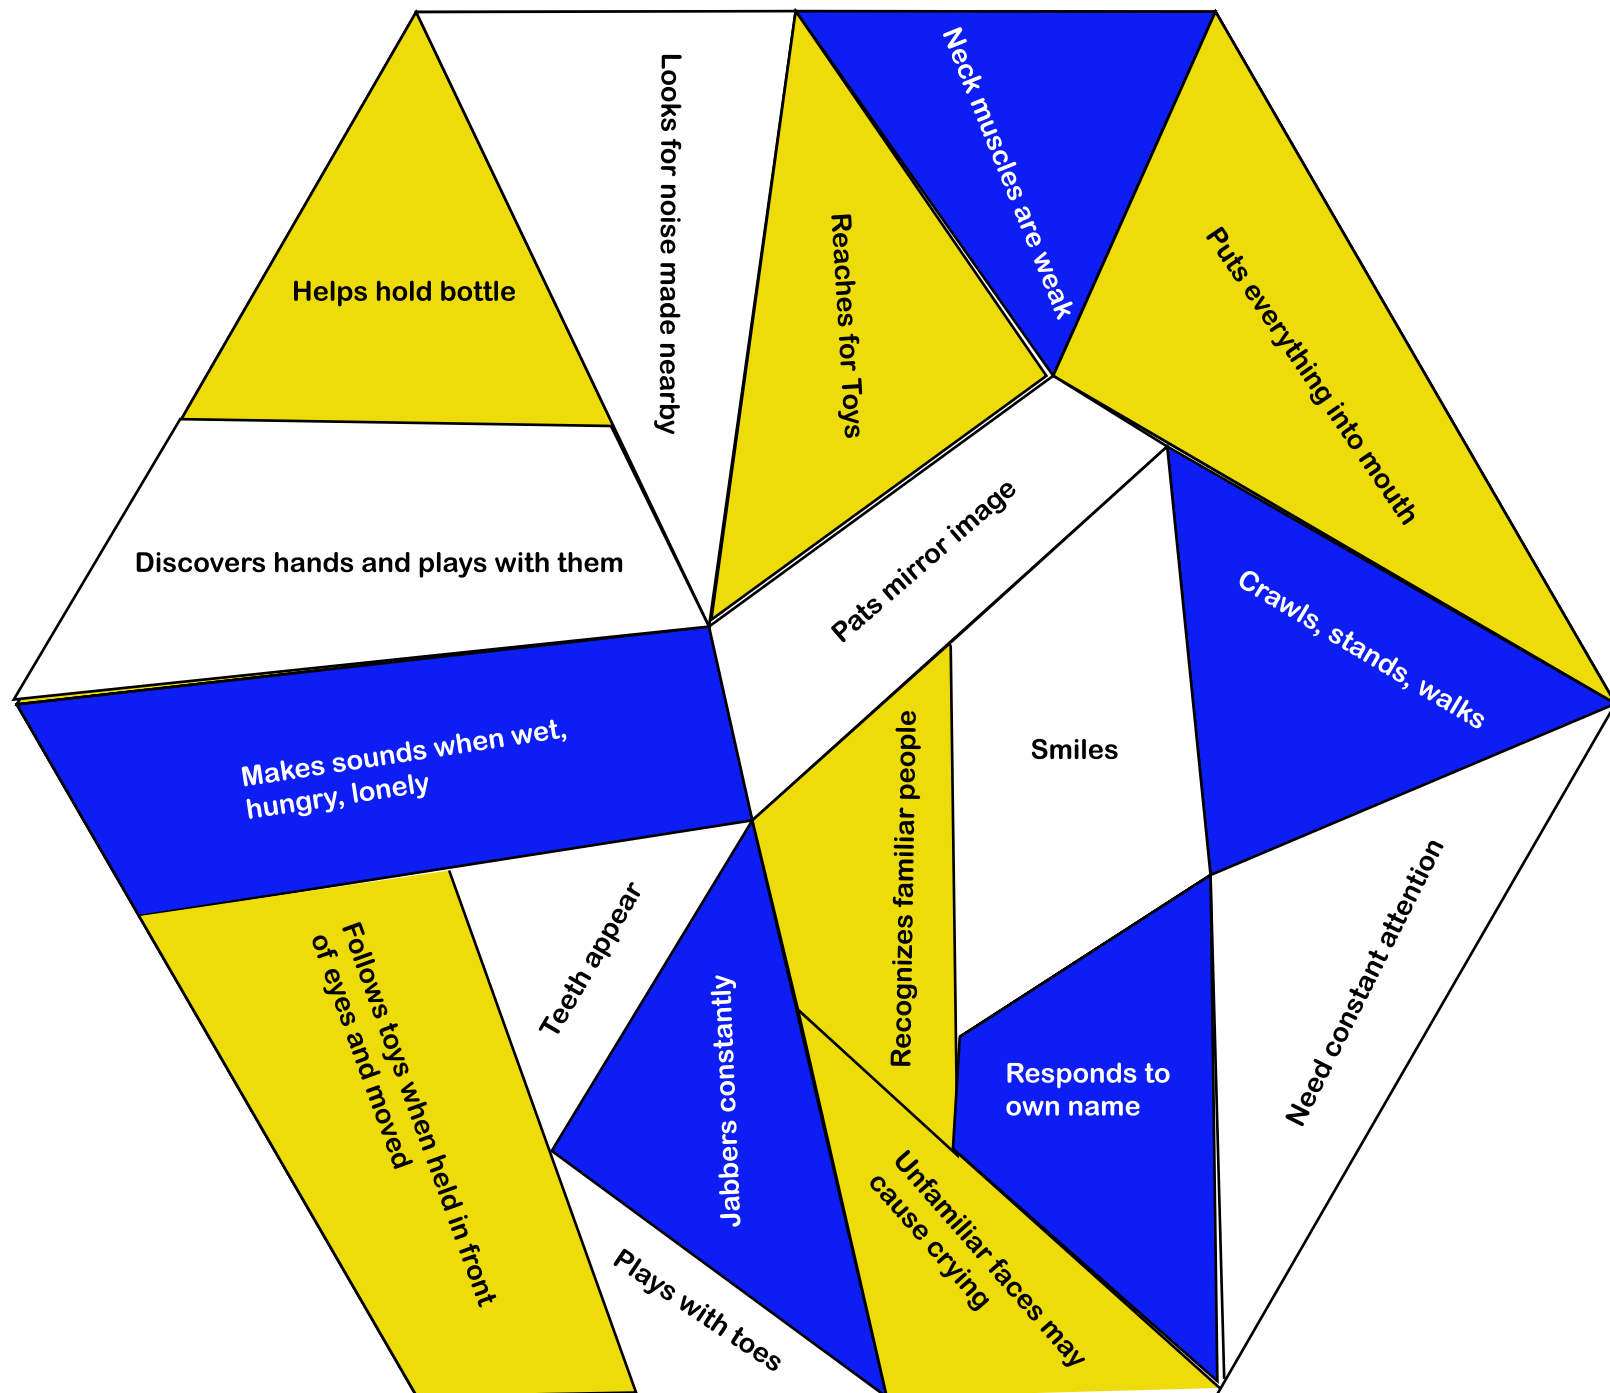 Neck muscles are weak
Looks for noise made nearby
Reaches for Toys
Puts everything into mouth
Helps hold bottle
Pats mirror image
Discovers hands and plays with them
Crawls, stands, walks
Makes sounds when wet,
hungry, lonely
Recognizes familiar people
Smiles
Need constant attention
Teeth appear
Follows toys when held in front
of eyes and moved
Jabbers constantly
Responds to
own name
Unfamiliar faces may
cause crying
Plays with toes